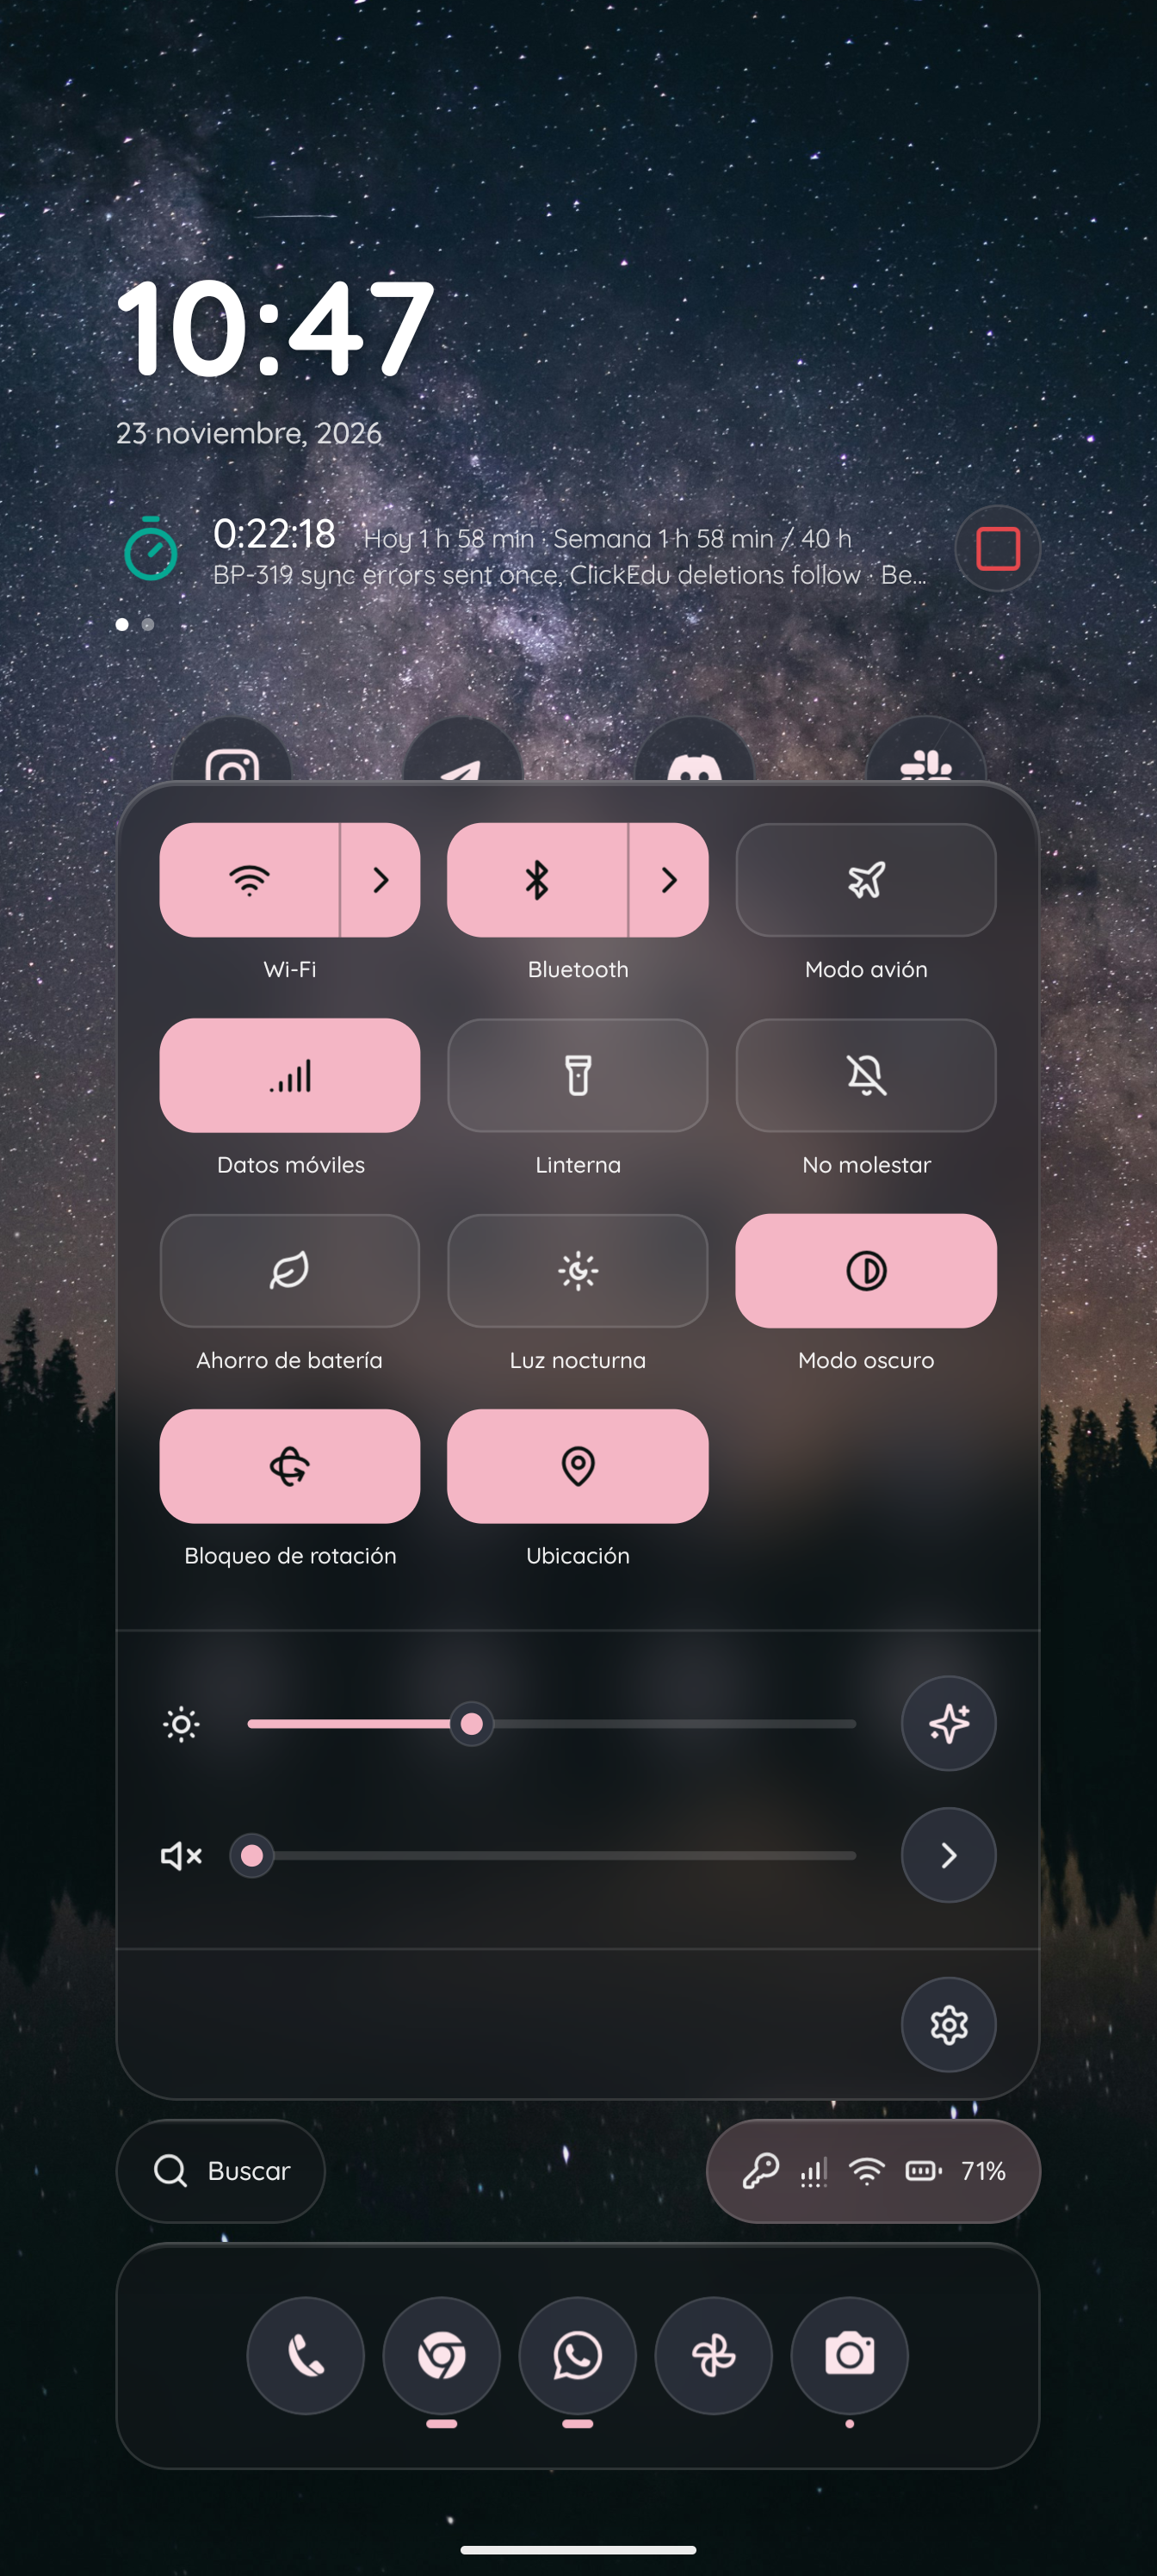 10:47
23 noviembre, 2026
0:22:18 Hoy 1 h 58 min · Semana 1 h 58 min / 40 h
BP-319 sync errors sent once, ClickEdu deletions follow · Be...
Wi-Fi Bluetooth Modo avión
Datos móviles Linterna No molestar
Ahorro de batería Luz nocturna Modo oscuro
Bloqueo de rotación Ubicación
Buscar 71%